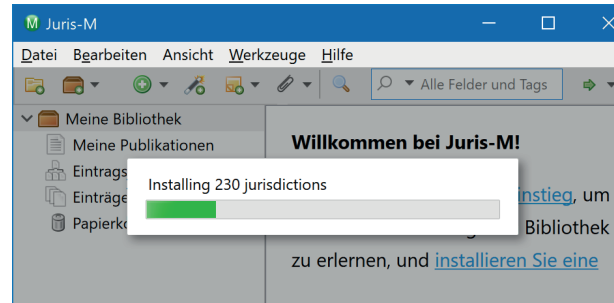 Juris-M
Datei Bearbeiten Ansicht Werkzeuge Hilfe
Alle Felder und Tags
Meine Bibliothek
Meine Publikationen
Eintrags
Einträge
Papierko
Willkommen bei Juris-M!
instieg, um
Bibliothek
zu erlernen, und installieren Sie eine
Installing 230 jurisdictions